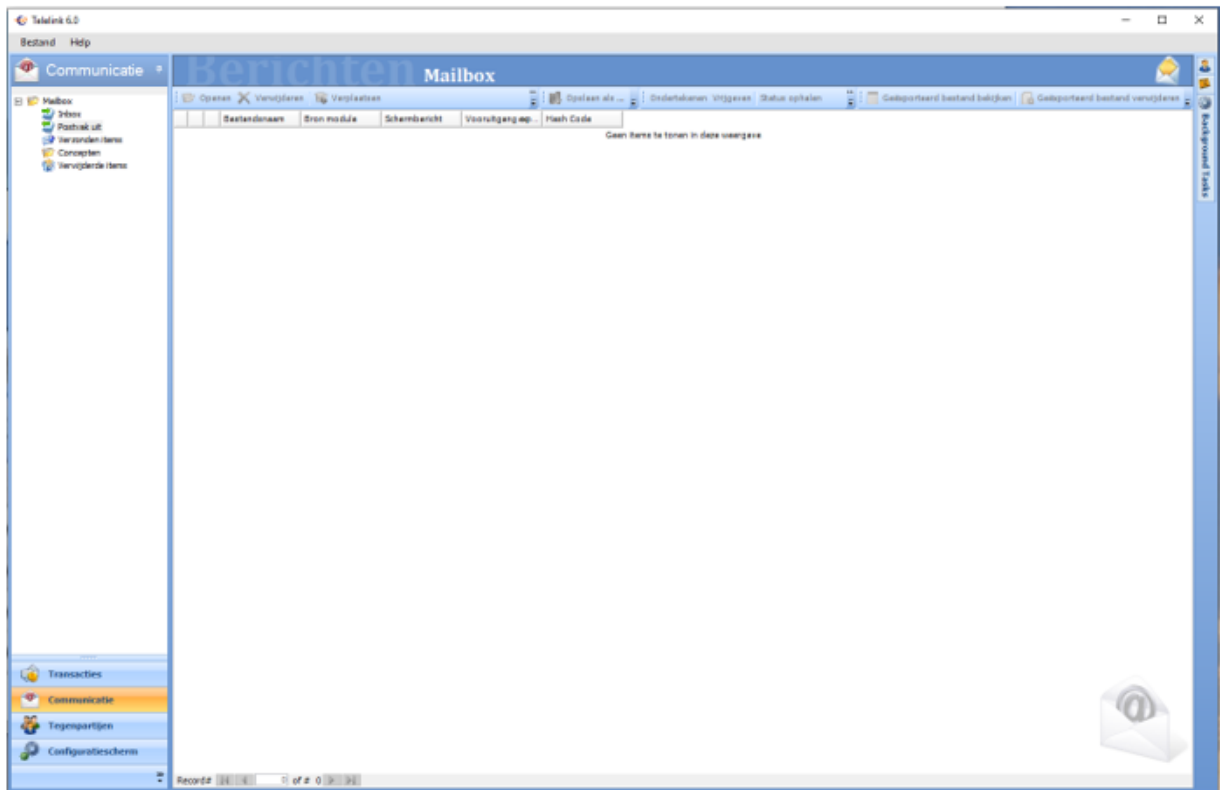 Telelink 6.0
Bestand Help
Communicatie
Berichten Mailbox
Openen Verwijderen Verplaatsen Opslaan als ... Ondertekenen Vrijgeven Status ophalen Geëxporteerd bestand bekijken Geëxporteerd bestand verwijderen
Mailbox
Inbox
Postvak uit
Verzonden items
Concepten
Verwijderde items
Bestandsnaam Bron module Schermbericht Vooruitgang exp... Hash Code
Geen items te tonen in deze weergave
Background Tasks
Transacties
Communicatie
Tegenpartijen
Configuratiescherm
Record# of # 0